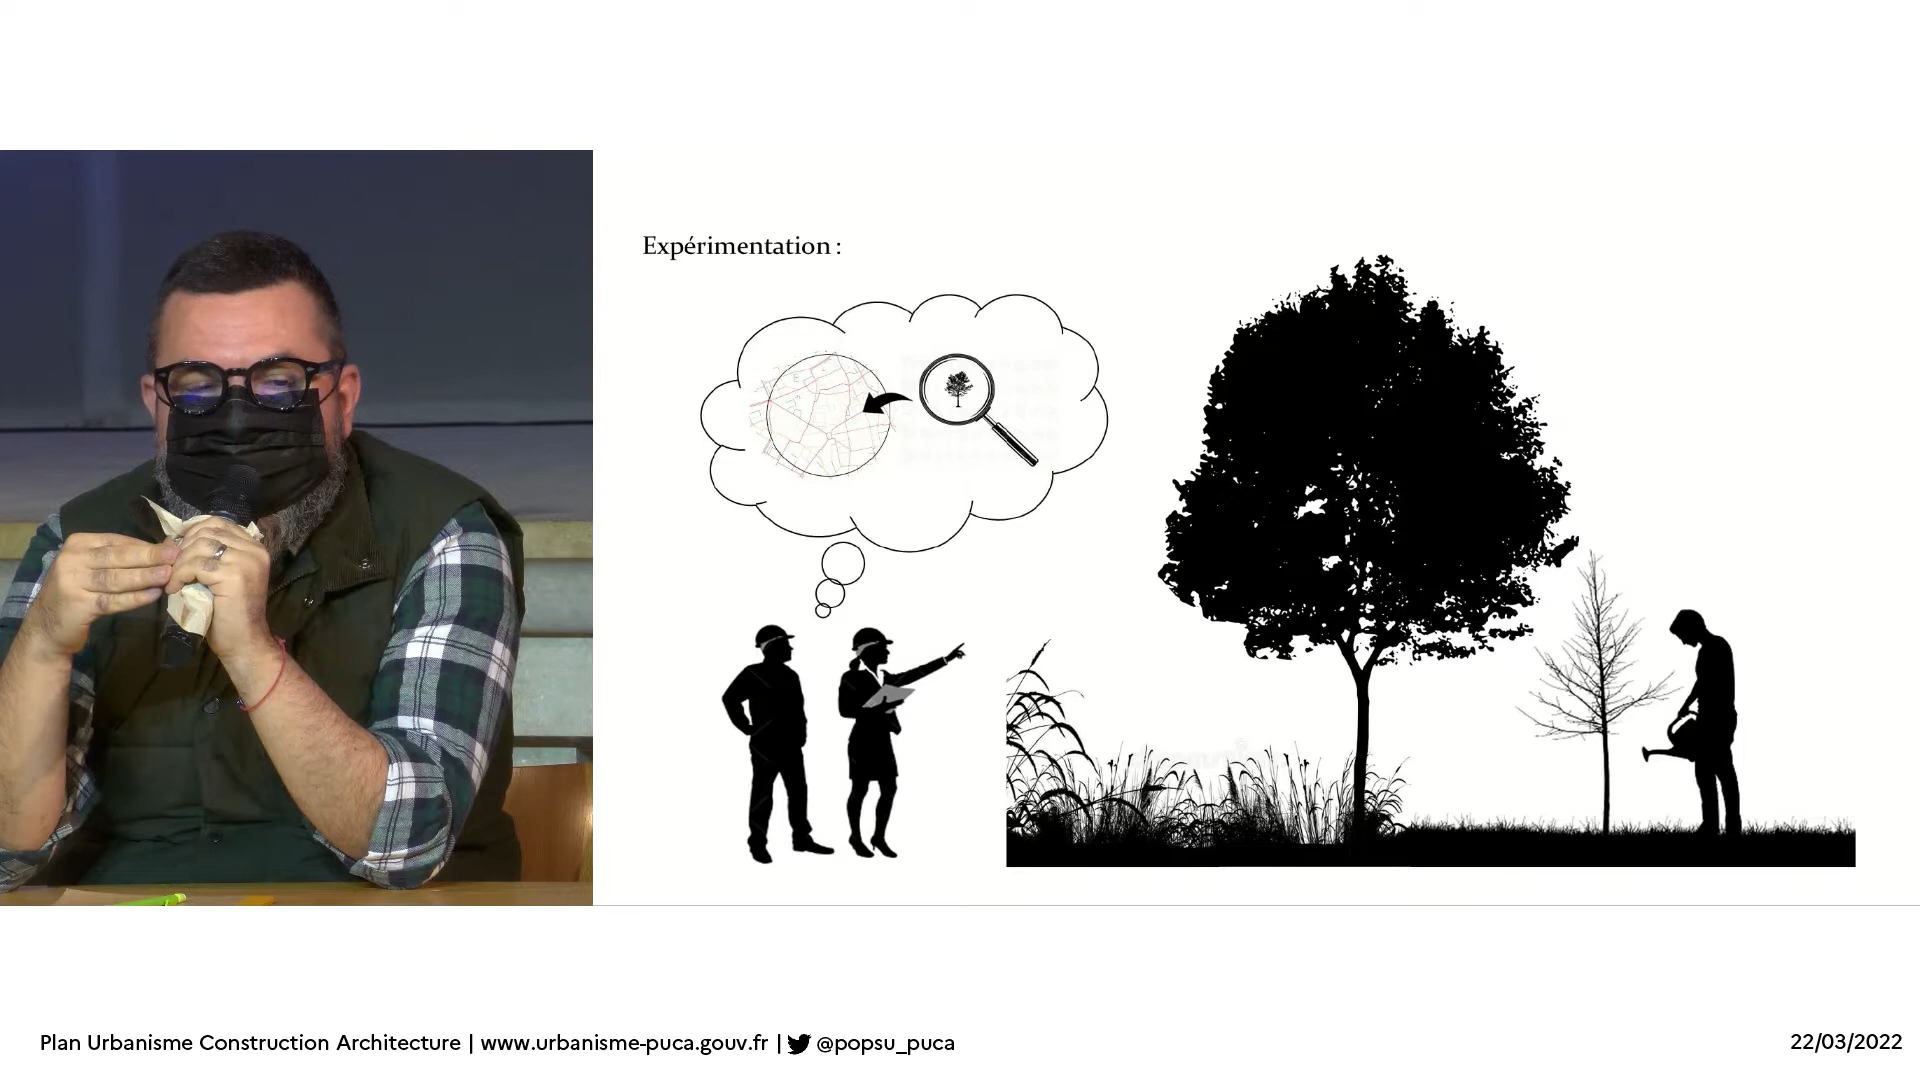 Expérimentation :
Plan Urbanisme Construction Architecture | www.urbanisme-puca.gouv.fr | @popsu_puca
22/03/2022